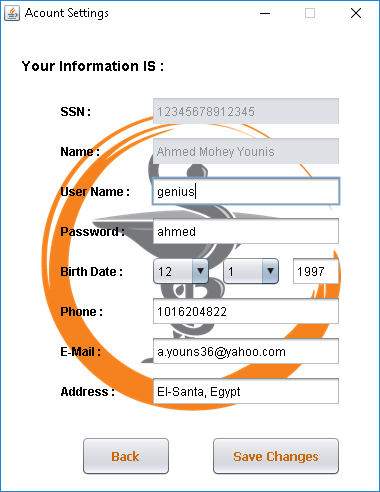 Acount Settings
Your Information IS :
SSN : 12345678912345
Name : Ahmed Mohey Younis
User Name : genius
Password : ahmed
Birth Date : 12 1 1997
Phone : 1016204822
E-Mail : a.youns36@yahoo.com
Address : El-Santa, Egypt
Back Save Changes